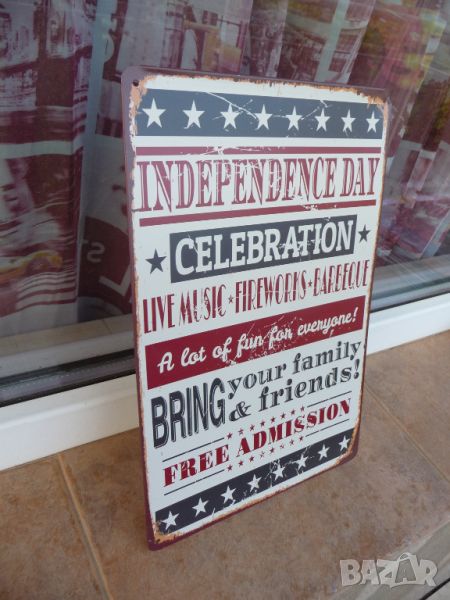 INDEPENDENCE DAY
CELEBRATION
LIVE MUSIC ★ FIREWORKS ★ BARBEQUE
A lot of fun for everyone!
BRING your family
& friends!
FREE ADMISSION
BAZAR